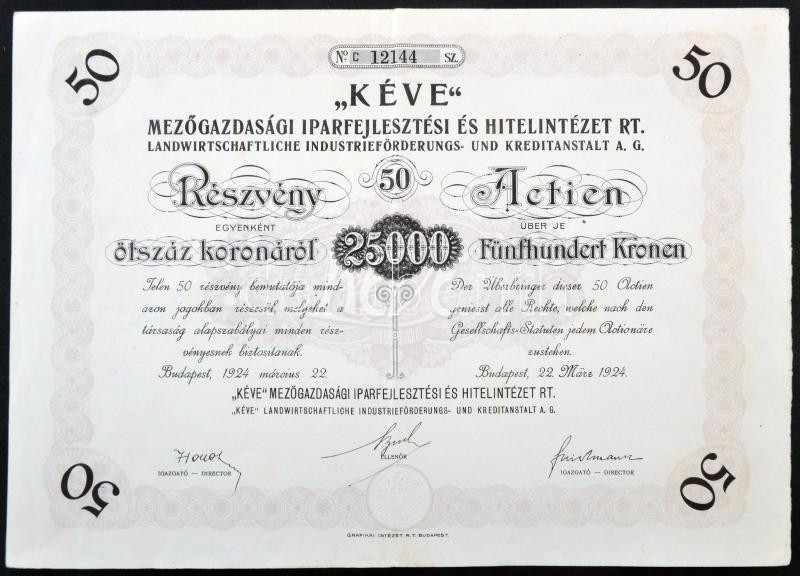 50
50
No. C 12144 SZ.
„KÉVE“
MEZŐGAZDASÁGI IPARFEJLESZTÉSI ÉS HITELINTÉZET RT.
LANDWIRTSCHAFTLICHE INDUSTRIEFÖRDERUNGS- UND KREDITANSTALT A. G.
Részvény 50 Actien
EGYENKÉNT ÜBER JE
ötszáz koronáról 25000 Fünfhundert Kronen
Jelen 50 részvény bemutatója mind-
azon jogokban részesül, melyeket a
társaság alapszabályai minden rész-
vényesnek biztosítanak.
Budapest, 1924 március 22.
Der Überbringer dieser 50 Actien
geniesst alle Rechte, welche nach den
Gesellschafts-Statuten jedem Actionäre
zustehen.
Budapest, 22. März 1924.
„KÉVE“ MEZŐGAZDASÁGI IPARFEJLESZTÉSI ÉS HITELINTÉZET RT.
„KÉVE“ LANDWIRTSCHAFTLICHE INDUSTRIEFÖRDERUNGS- UND KREDITANSTALT A. G.
IGAZGATÓ — DIRECTOR
ELLENŐR
IGAZGATÓ — DIRECTOR
50
50
GRAFIKAI INTÉZET R.T. BUDAPEST.